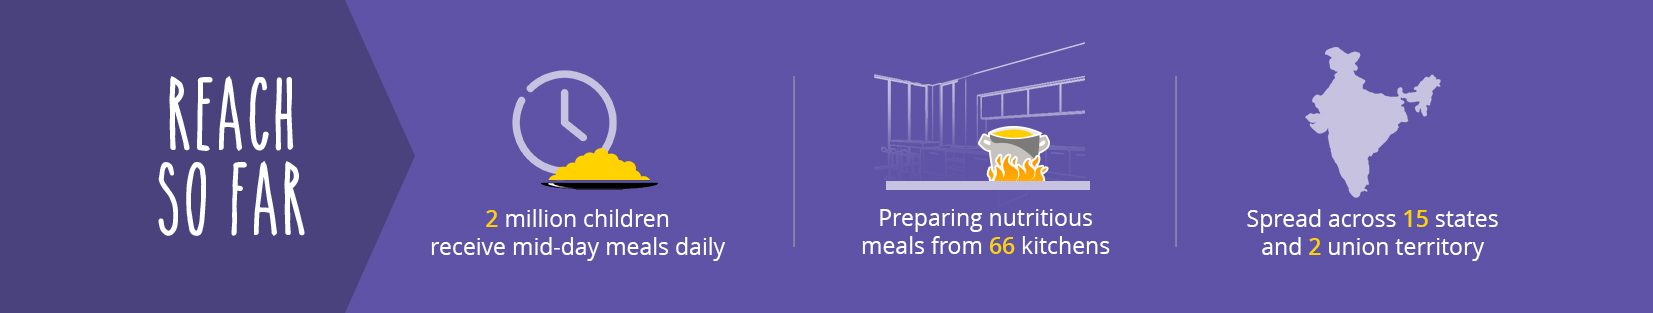 REACH
SO FAR
2 million children
receive mid-day meals daily
Preparing nutritious
meals from 66 kitchens
Spread across 15 states
and 2 union territory